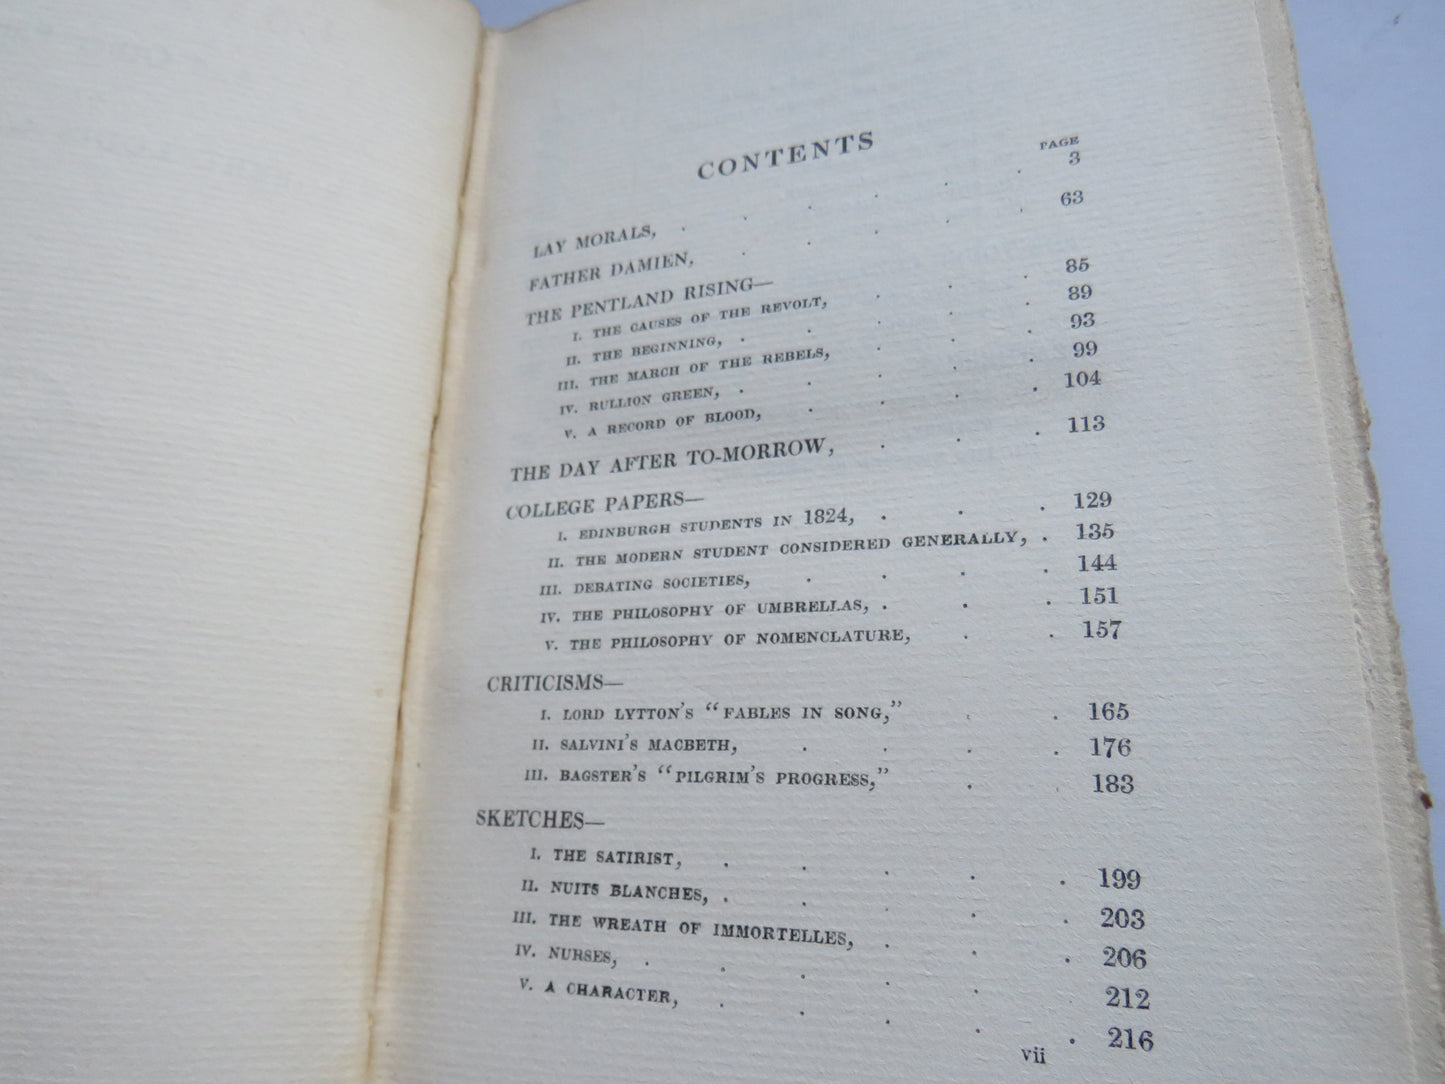 CONTENTS
PAGE
LAY MORALS, . . . . . . 3
FATHER DAMIEN, . . . . . 63
THE PENTLAND RISING—
I. THE CAUSES OF THE REVOLT, . . . 85
II. THE BEGINNING, . . . . . 89
III. THE MARCH OF THE REBELS, . . . 93
IV. RULLION GREEN, . . . . . 99
V. A RECORD OF BLOOD, . . . . 104
THE DAY AFTER TO-MORROW, . . . 113
COLLEGE PAPERS—
I. EDINBURGH STUDENTS IN 1824, . . . 129
II. THE MODERN STUDENT CONSIDERED GENERALLY, . 135
III. DEBATING SOCIETIES, . . . . 144
IV. THE PHILOSOPHY OF UMBRELLAS, . . . 151
V. THE PHILOSOPHY OF NOMENCLATURE, . . 157
CRITICISMS—
I. LORD LYTTON'S “FABLES IN SONG,” . . 165
II. SALVINI'S MACBETH, . . . . 176
III. BAGSTER'S “PILGRIM'S PROGRESS,” . . 183
SKETCHES—
I. THE SATIRIST, . . . . . 199
II. NUITS BLANCHES, . . . . . 203
III. THE WREATH OF IMMORTELLES, . . . 206
IV. NURSES, . . . . . . 212
V. A CHARACTER, . . . . . 216
vii